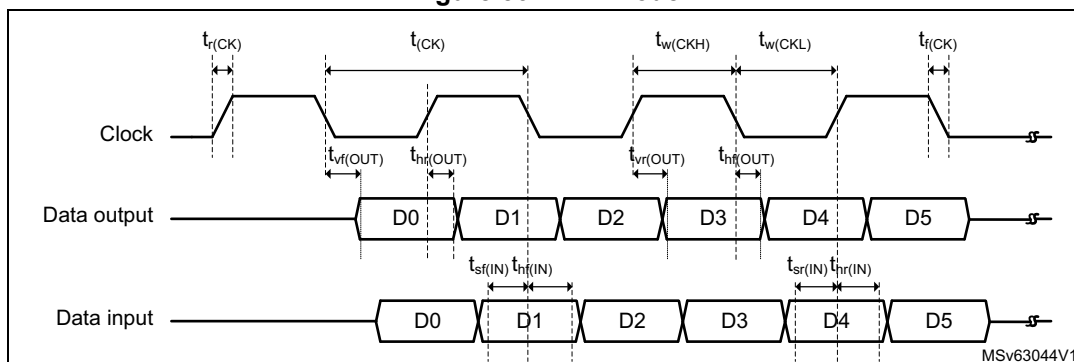 t_r(CK) t_(CK) t_w(CKH) t_w(CKL) t_f(CK)
Clock
t_vf(OUT) t_hr(OUT) t_vr(OUT) t_hf(OUT)
Data output D0 D1 D2 D3 D4 D5
t_sf(IN) t_hf(IN) t_sr(IN) t_hr(IN)
Data input D0 D1 D2 D3 D4 D5
MSv63044V1